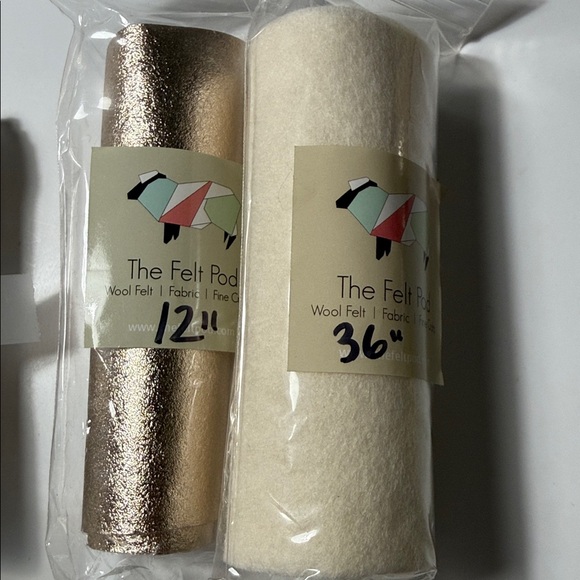 The Felt Pod
Wool Felt | Fabric | Fine
12"
The Felt Pod
Wool Felt | Fabric |
36"